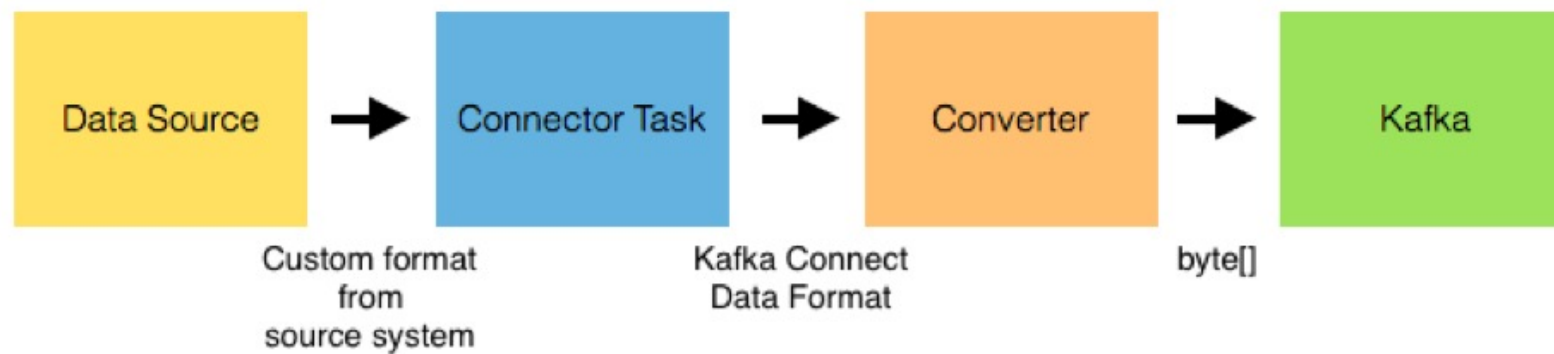 Data Source
Connector Task
Converter
Kafka
Custom format
from
source system
Kafka Connect
Data Format
byte[]